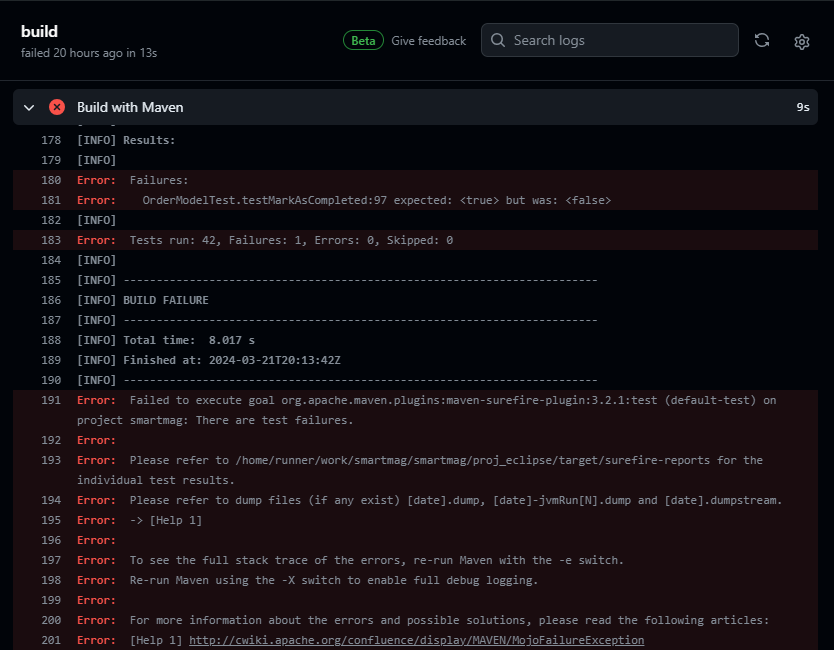 build
failed 20 hours ago in 13s
Beta Give feedback
Search logs
Build with Maven 9s
178 [INFO] Results:
179 [INFO]
180 Error:  Failures:
181 Error:    OrderModelTest.testMarkAsCompleted:97 expected: <true> but was: <false>
182 [INFO]
183 Error:  Tests run: 42, Failures: 1, Errors: 0, Skipped: 0
184 [INFO]
185 [INFO] ------------------------------------------------------------------------
186 [INFO] BUILD FAILURE
187 [INFO] ------------------------------------------------------------------------
188 [INFO] Total time:  8.017 s
189 [INFO] Finished at: 2024-03-21T20:13:42Z
190 [INFO] ------------------------------------------------------------------------
191 Error:  Failed to execute goal org.apache.maven.plugins:maven-surefire-plugin:3.2.1:test (default-test) on
project smartmag: There are test failures.
192 Error:
193 Error:  Please refer to /home/runner/work/smartmag/smartmag/proj_eclipse/target/surefire-reports for the
individual test results.
194 Error:  Please refer to dump files (if any exist) [date].dump, [date]-jvmRun[N].dump and [date].dumpstream.
195 Error:  -> [Help 1]
196 Error:
197 Error:  To see the full stack trace of the errors, re-run Maven with the -e switch.
198 Error:  Re-run Maven using the -X switch to enable full debug logging.
199 Error:
200 Error:  For more information about the errors and possible solutions, please read the following articles:
201 Error:  [Help 1] http://cwiki.apache.org/confluence/display/MAVEN/MojoFailureException